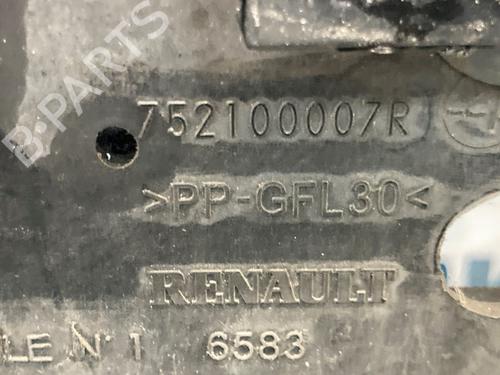 B-PARTS
752100007R
>PP-GFL30<
RENAULT
LE N°1 6583